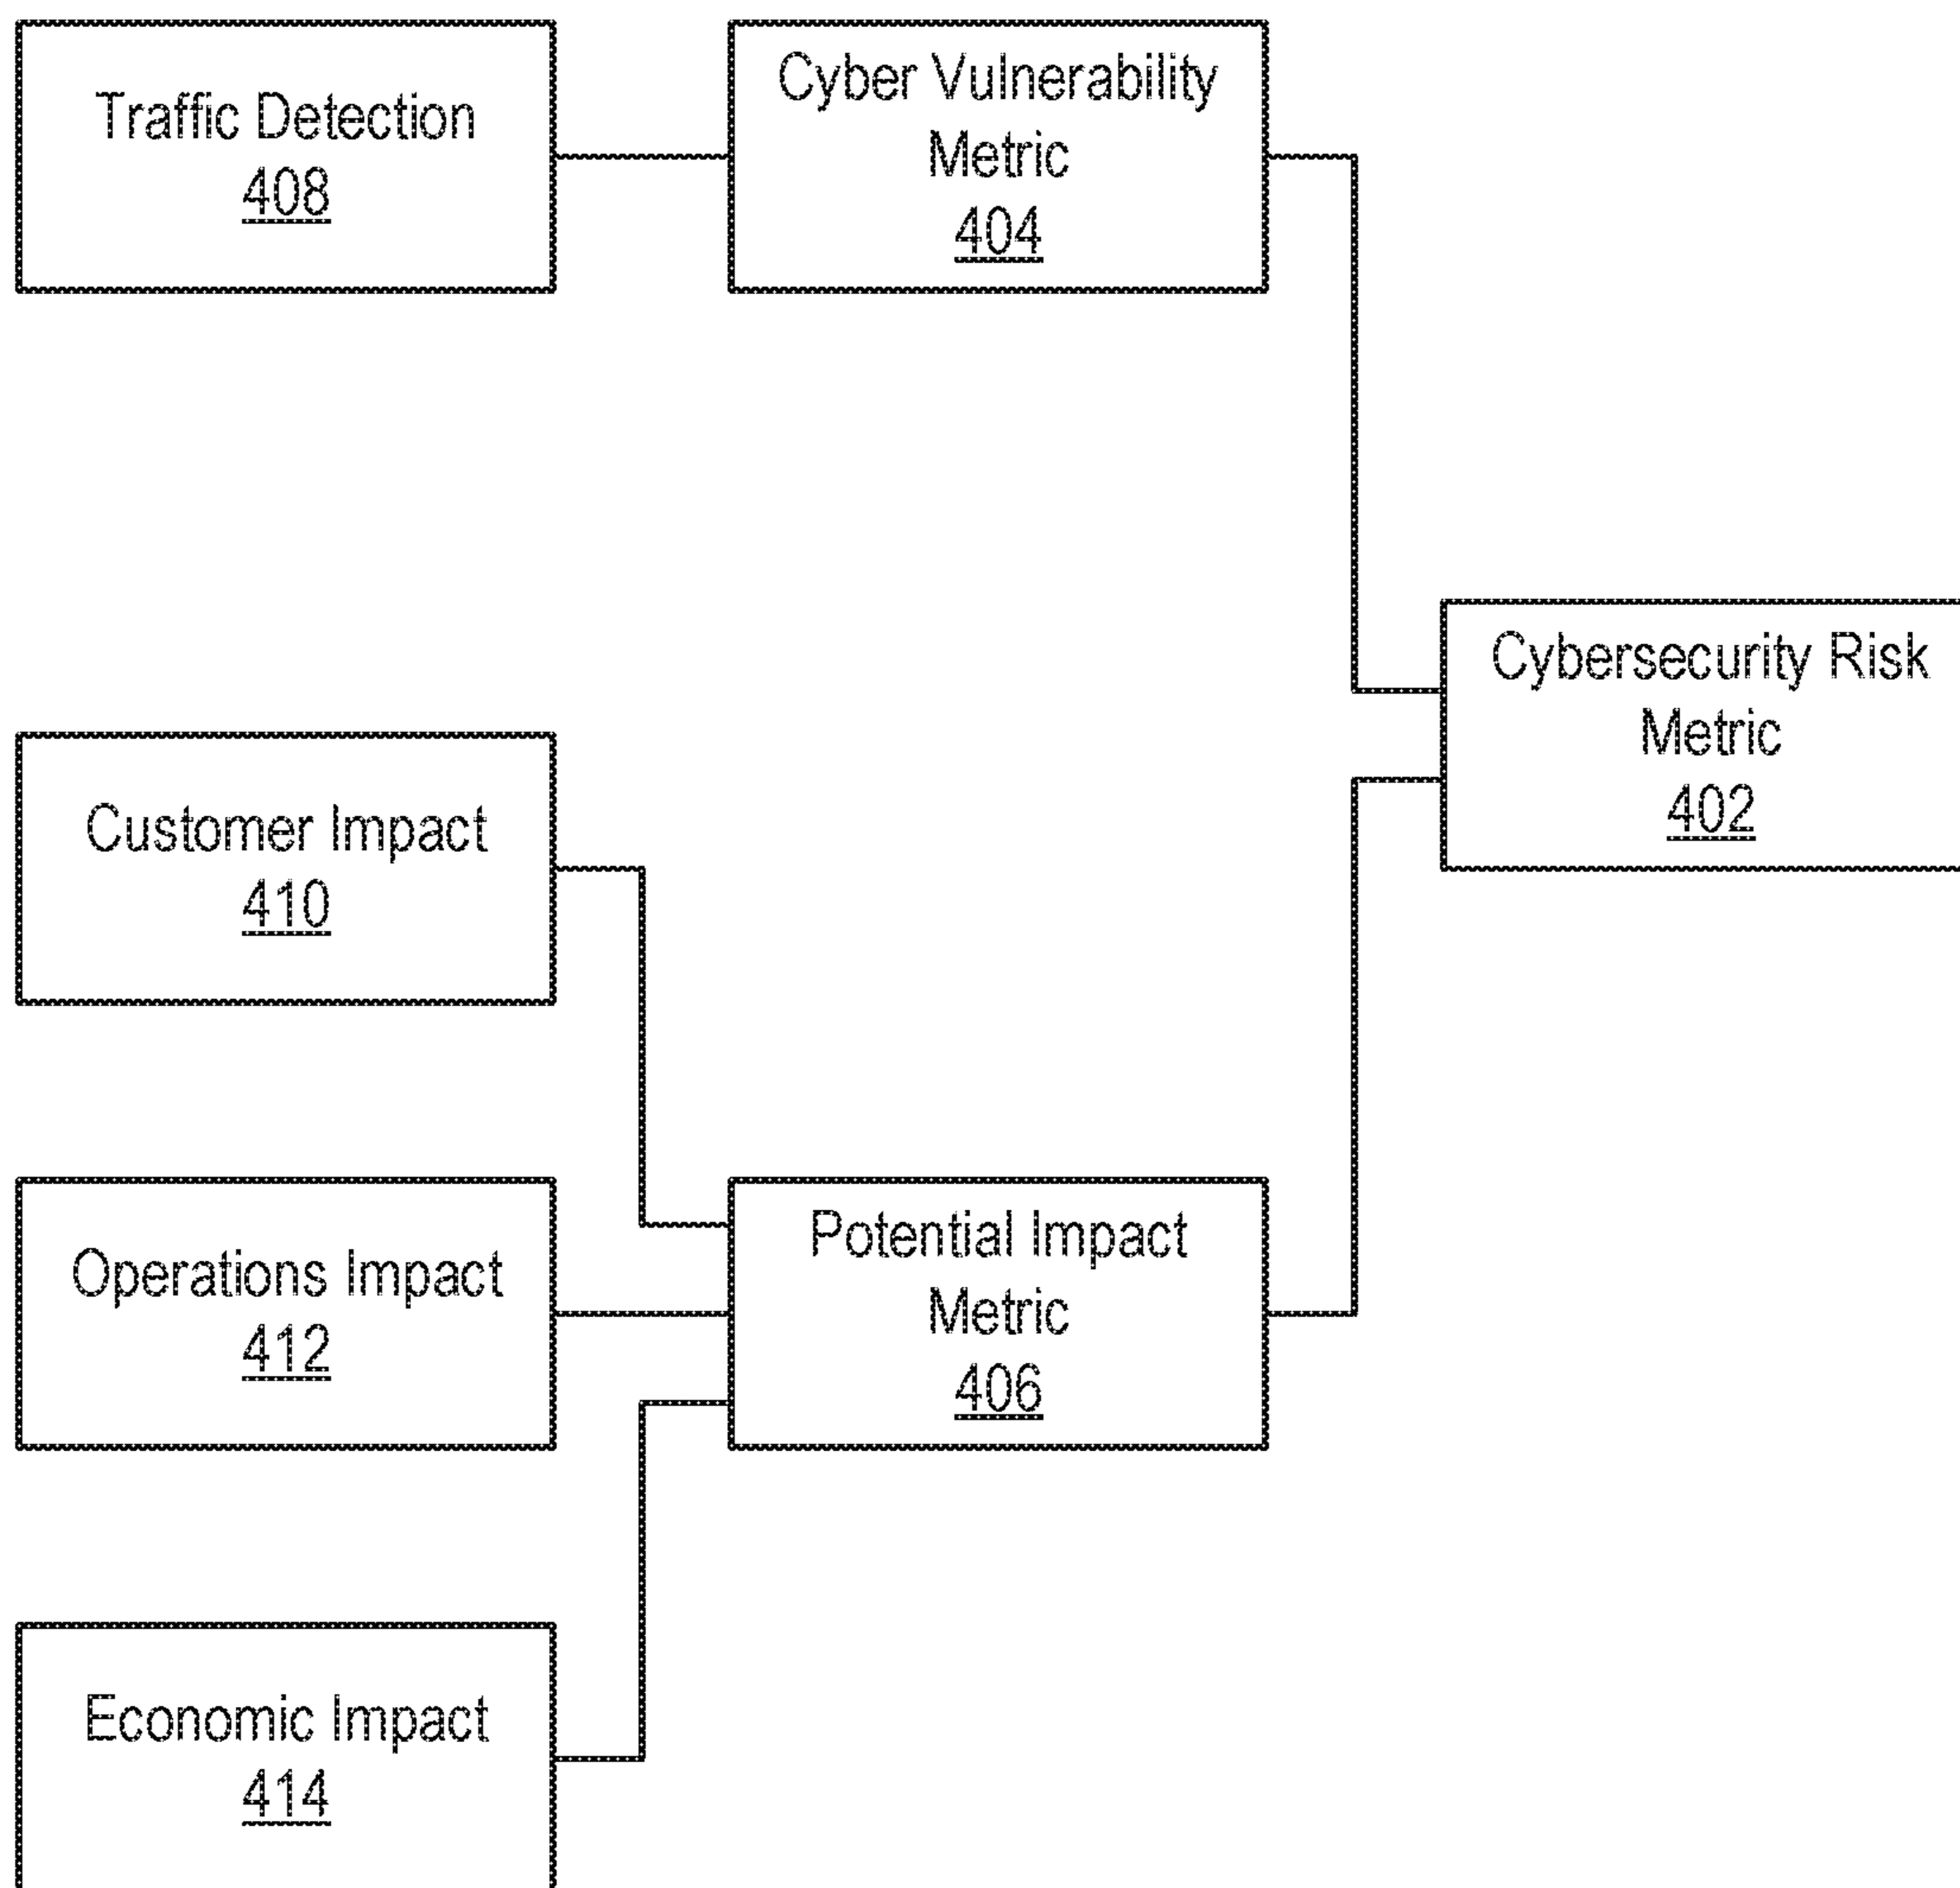 Traffic Detection
408
Cyber Vulnerability
Metric
404
Cybersecurity Risk
Metric
402
Customer Impact
410
Operations Impact
412
Potential Impact
Metric
406
Economic Impact
414